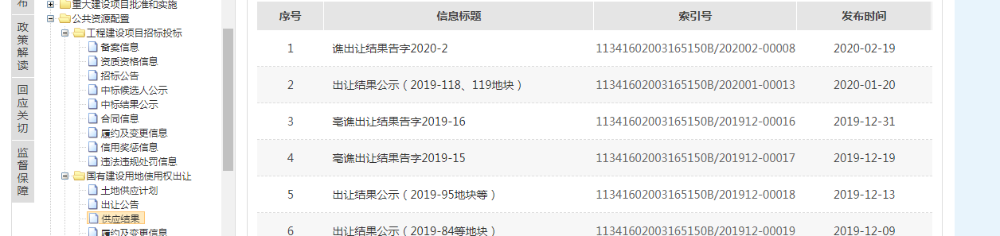 布
政策解读
回应关切
监督保障
重大建设项目批准和实施
公共资源配置
工程建设项目招标投标
备案信息
资质资格信息
招标公告
中标候选人公示
中标结果公示
合同信息
履约及变更信息
信用奖惩信息
违法违规处罚信息
国有建设用地使用权出让
土地供应计划
出让公告
供应结果
履约及变更信息
序号 信息标题 索引号 发布时间
1 谯出让结果告字2020-2 11341602003165150B/202002-00008 2020-02-19
2 出让结果公示（2019-118、119地块） 11341602003165150B/202001-00013 2020-01-20
3 亳谯出让结果告字2019-16 11341602003165150B/201912-00016 2019-12-31
4 亳谯出让结果告字2019-15 11341602003165150B/201912-00017 2019-12-19
5 出让结果公示（2019-95地块等） 11341602003165150B/201912-00018 2019-12-13
6 出让结果公示（2019-84等地块） 11341602003165150B/201912-00019 2019-12-09